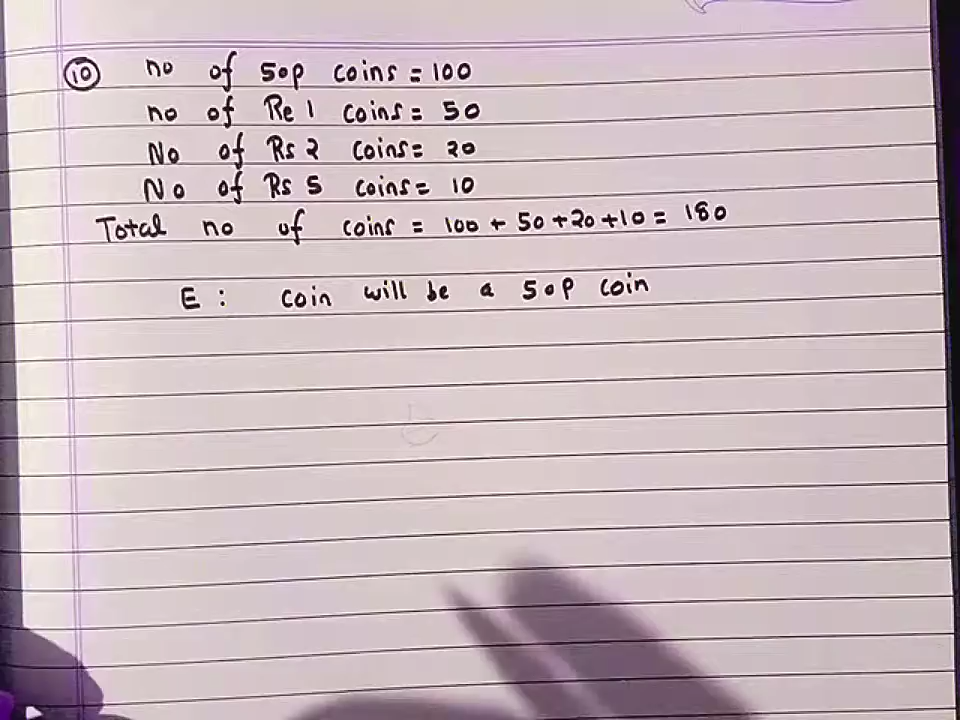 10 no of 50p coins = 100
no of Re 1 coins = 50
No of Rs 2 coins = 20
No of Rs 5 coins = 10
Total no of coins = 100 + 50 + 20 + 10 = 180
E : coin will be a 50p coin